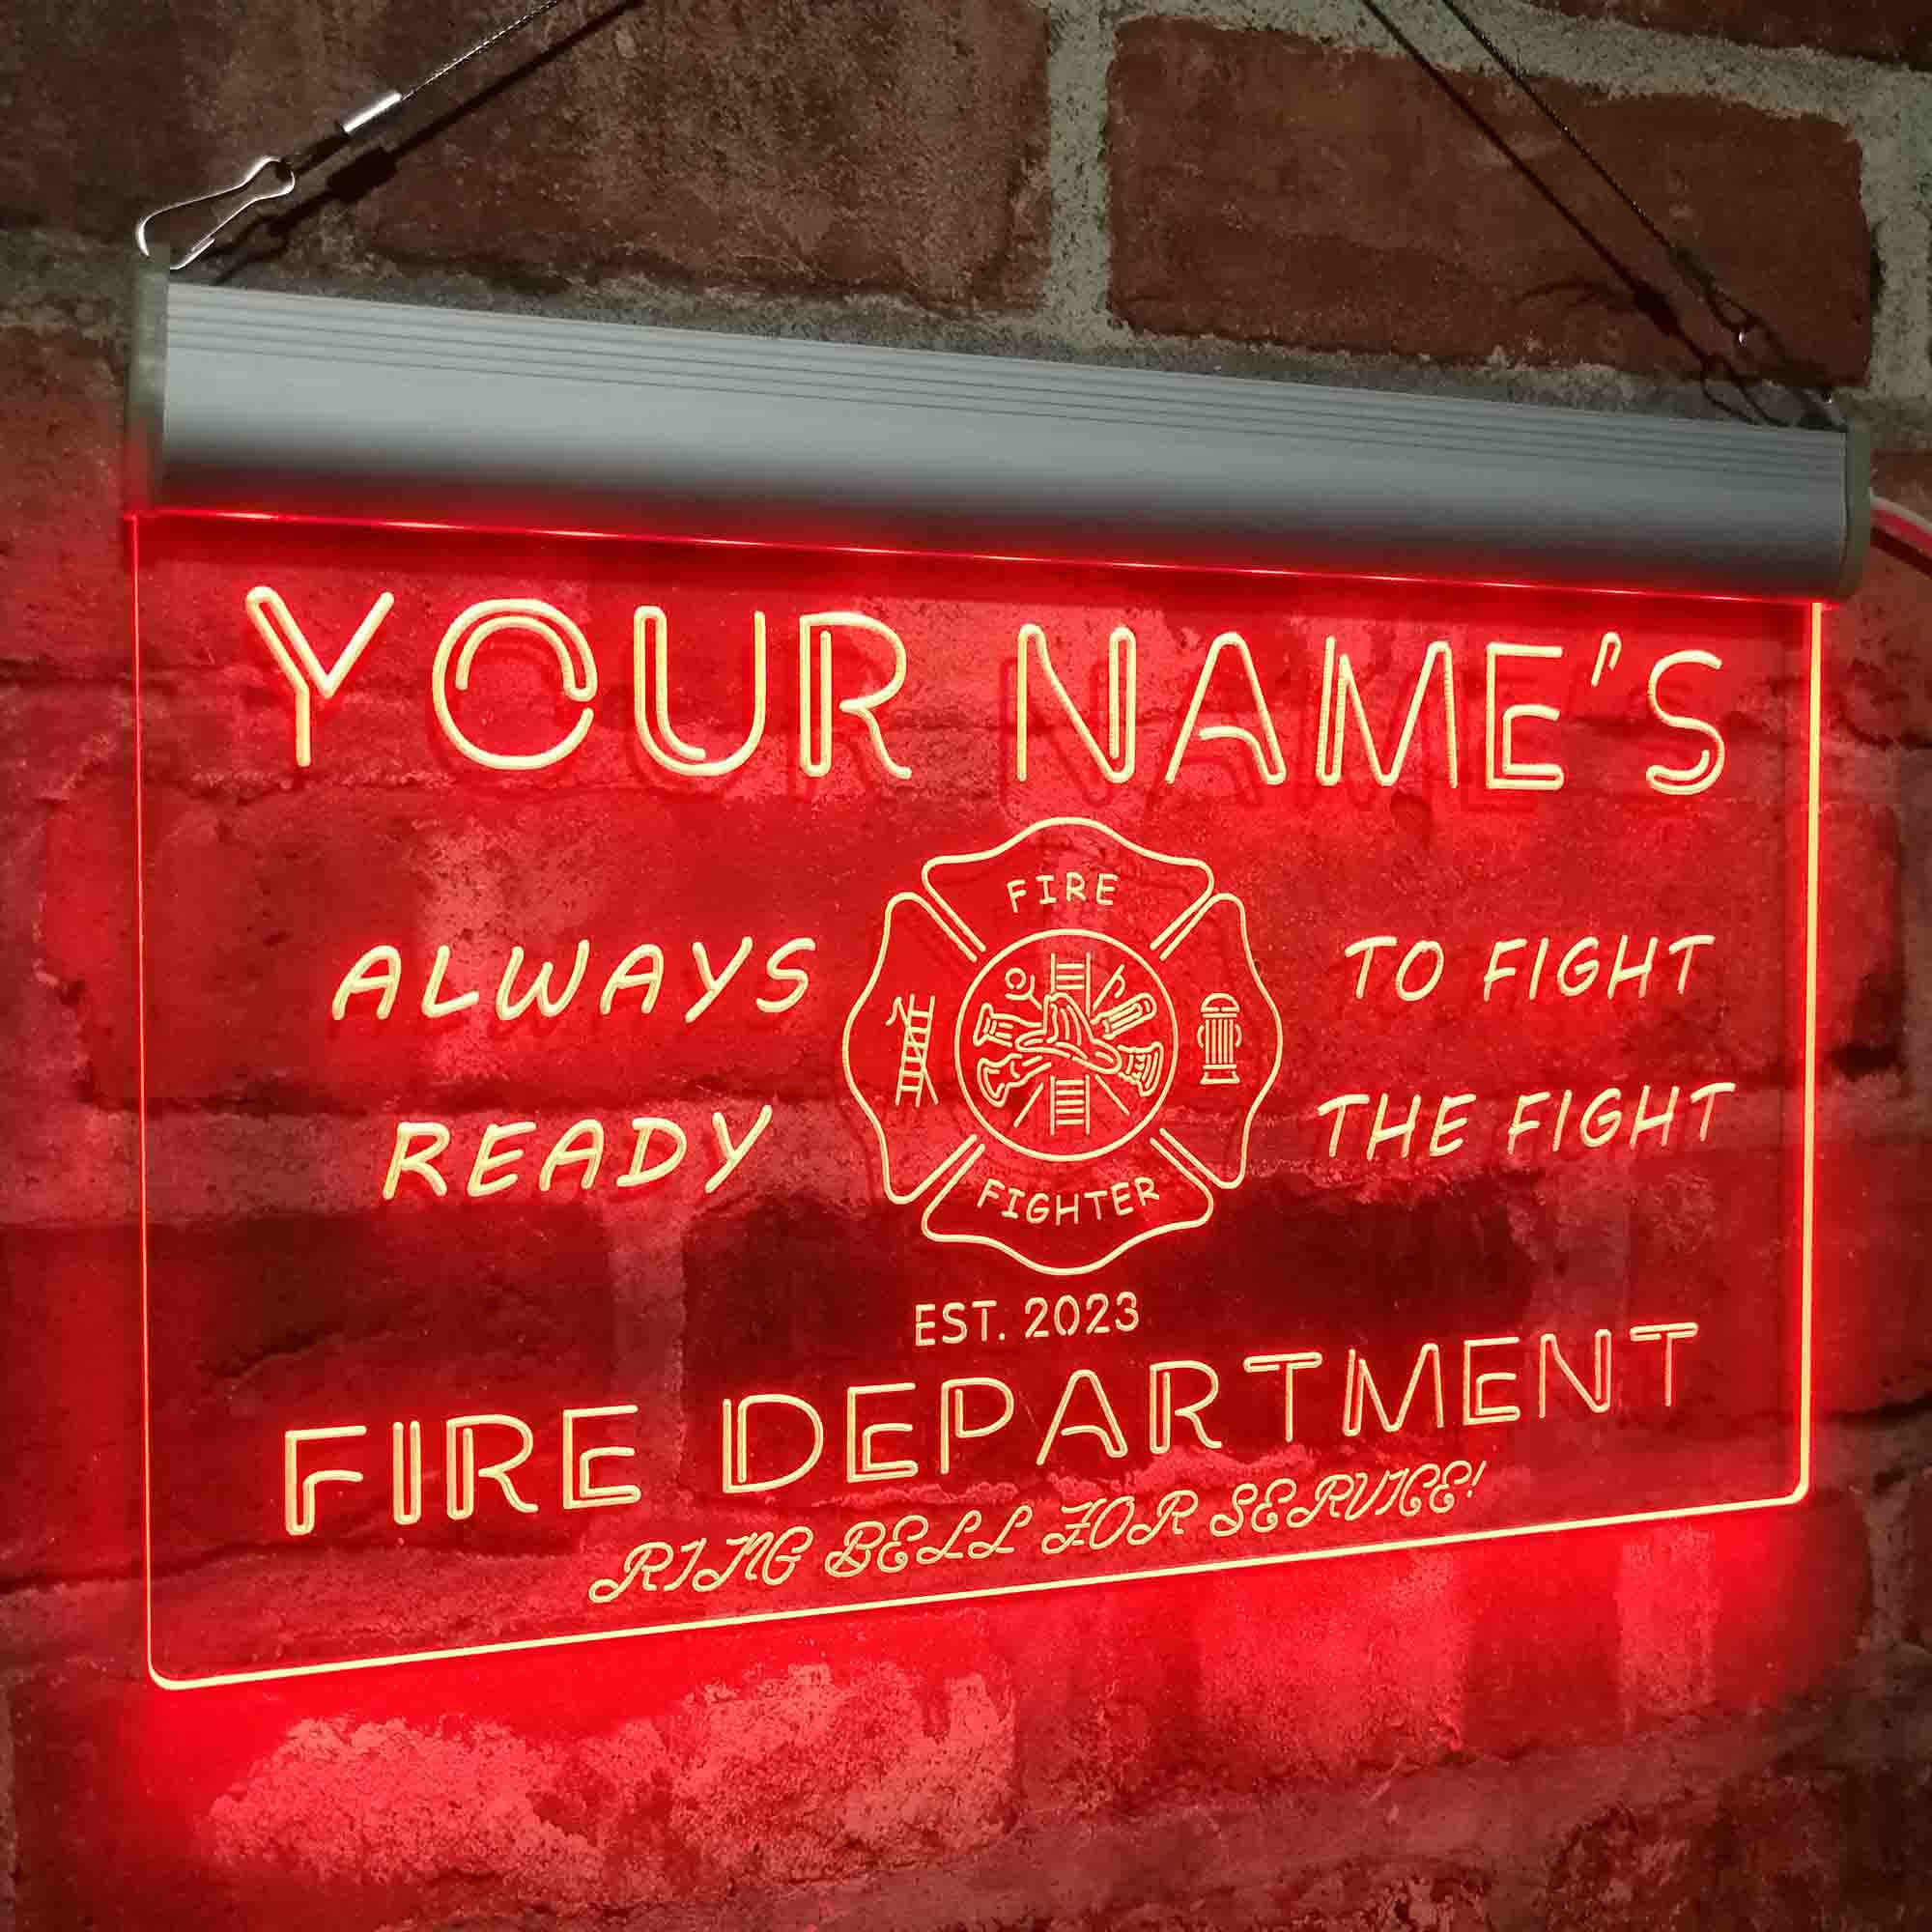 YOUR NAME'S
FIRE
ALWAYS
TO FIGHT
READY
THE FIGHT
FIGHTER
EST. 2023
FIRE DEPARTMENT
RING BELL FOR SERVICE!